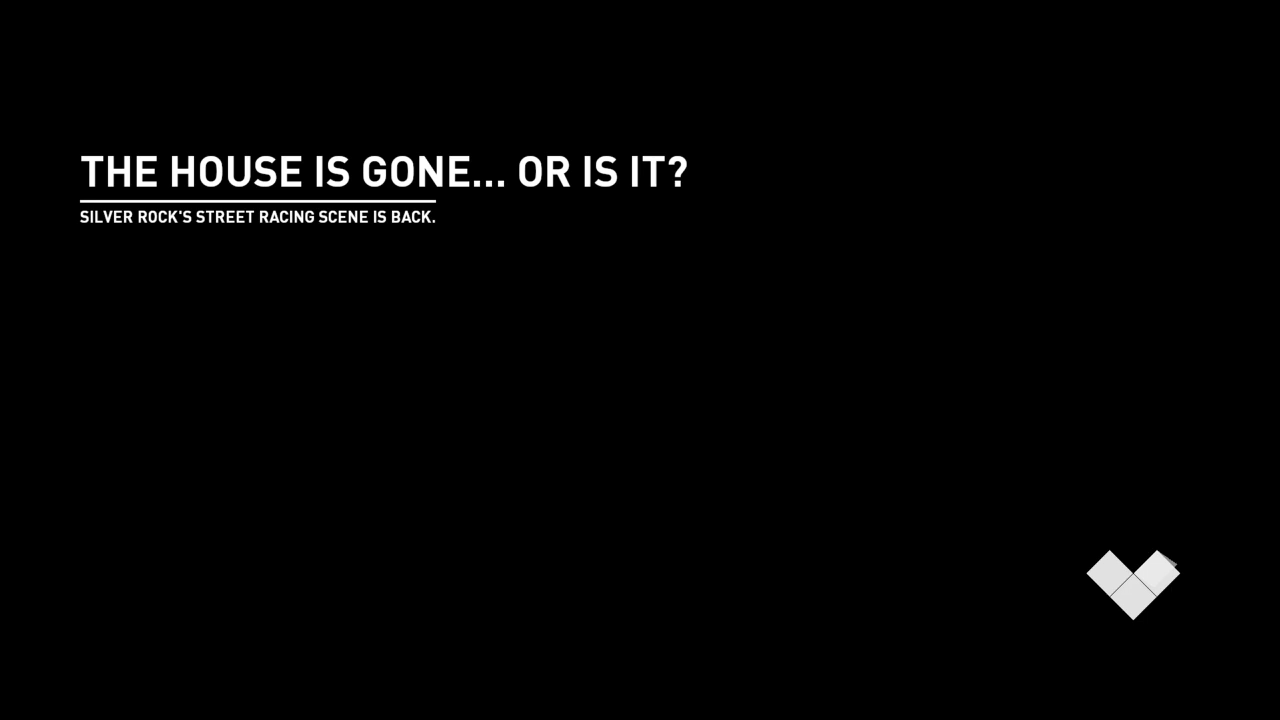 THE HOUSE IS GONE... OR IS IT?
SILVER ROCK'S STREET RACING SCENE IS BACK.